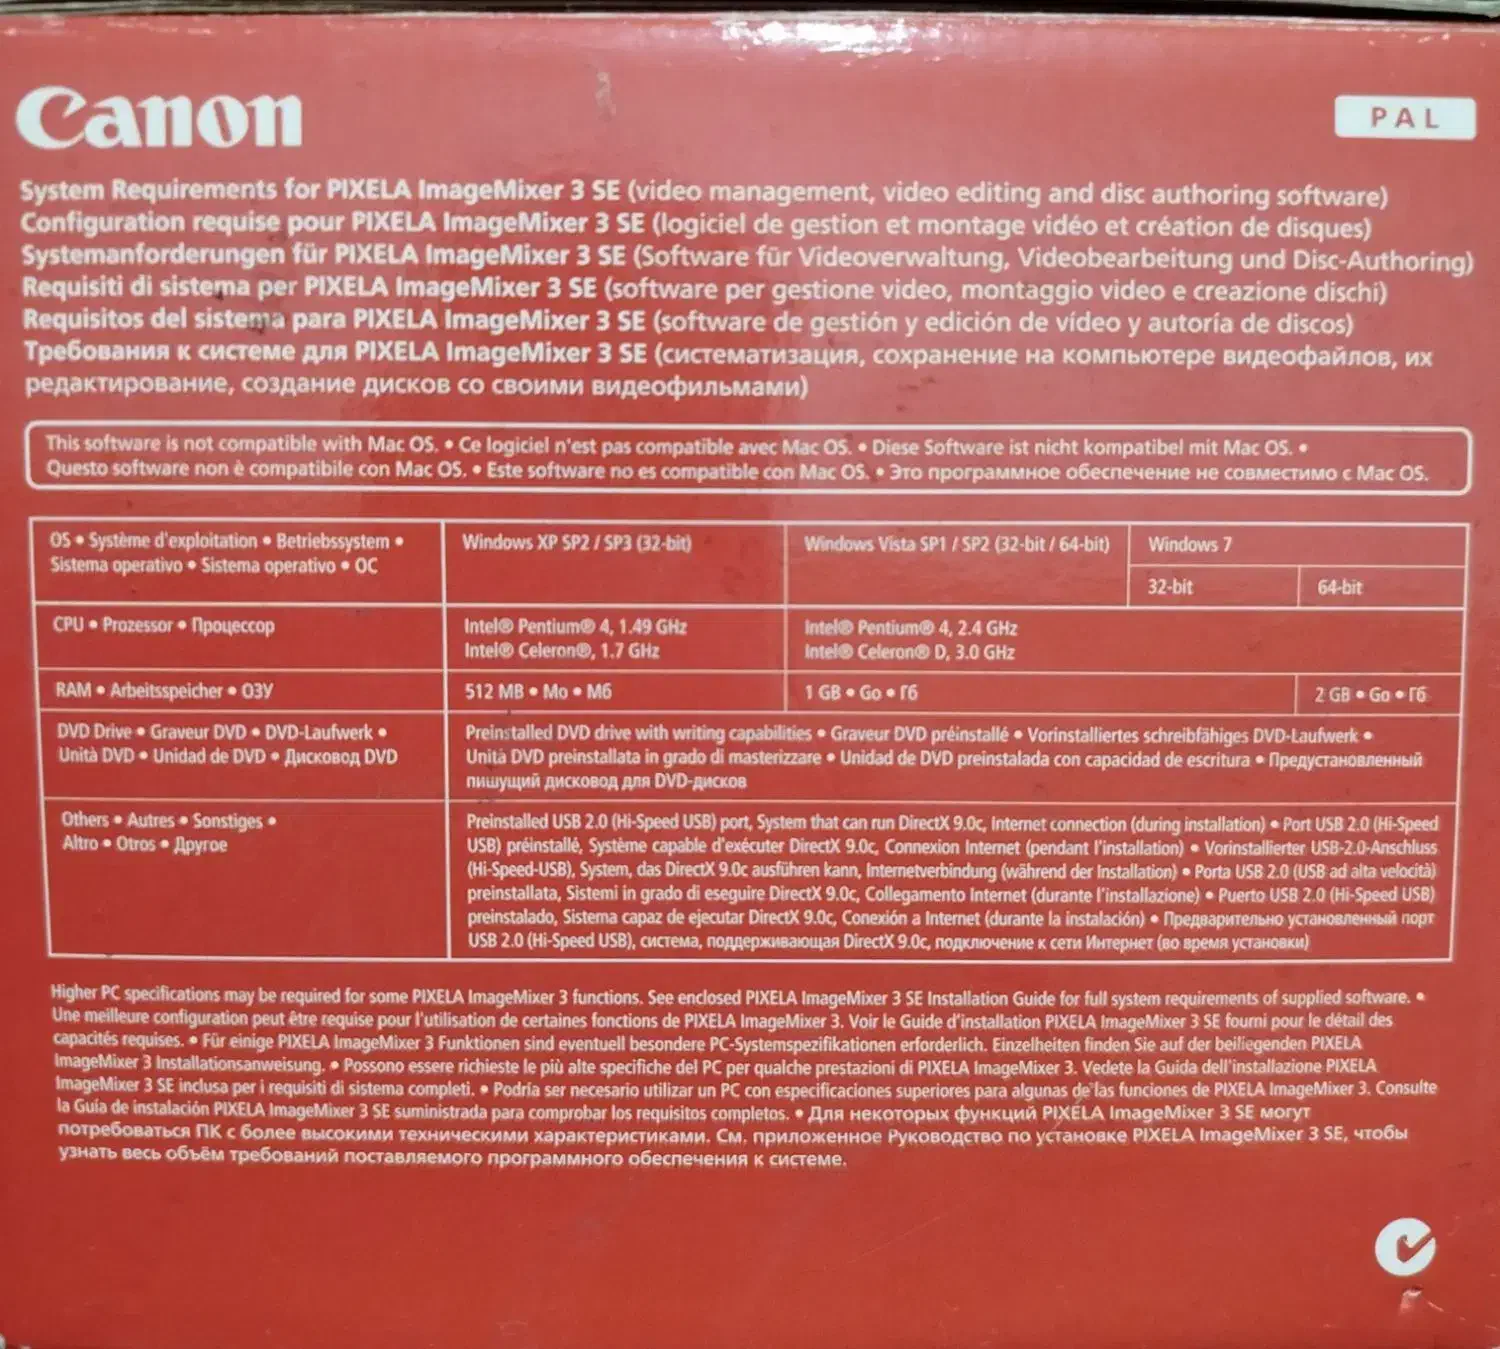 Canon
PAL
System Requirements for PIXELA ImageMixer 3 SE (video management, video editing and disc authoring software)
Configuration requise pour PIXELA ImageMixer 3 SE (logiciel de gestion et montage vidéo et création de disques)
Systemanforderungen für PIXELA ImageMixer 3 SE (Software für Videoverwaltung, Videobearbeitung und Disc-Authoring)
Requisiti di sistema per PIXELA ImageMixer 3 SE (software per gestione video, montaggio video e creazione dischi)
Requisitos del sistema para PIXELA ImageMixer 3 SE (software de gestión y edición de vídeo y autoría de discos)
Требования к системе для PIXELA ImageMixer 3 SE (систематизация, сохранение на компьютере видеофайлов, их
редактирование, создание дисков со своими видеофильмами)
This software is not compatible with Mac OS. • Ce logiciel n'est pas compatible avec Mac OS. • Diese Software ist nicht kompatibel mit Mac OS. •
Questo software non è compatibile con Mac OS. • Este software no es compatible con Mac OS. • Это программное обеспечение не совместимо с Mac OS.
OS • Système d'exploitation • Betriebssystem •
Sistema operativo • Sistema operativo • ОС
Windows XP SP2 / SP3 (32-bit)
Windows Vista SP1 / SP2 (32-bit / 64-bit)
Windows 7
32-bit
64-bit
CPU • Prozessor • Процессор
Intel® Pentium® 4, 1.49 GHz
Intel® Celeron®, 1.7 GHz
Intel® Pentium® 4, 2.4 GHz
Intel® Celeron® D, 3.0 GHz
RAM • Arbeitsspeicher • ОЗУ
512 MB • Mo • Мб
1 GB • Go • Гб
2 GB • Go • Гб
DVD Drive • Graveur DVD • DVD-Laufwerk •
Unità DVD • Unidad de DVD • Дисковод DVD
Preinstalled DVD drive with writing capabilities • Graveur DVD préinstallé • Vorinstalliertes schreibfähiges DVD-Laufwerk •
Unità DVD preinstallata in grado di masterizzare • Unidad de DVD preinstalada con capacidad de escritura • Предустановленный
пишущий дисковод для DVD-дисков
Others • Autres • Sonstiges •
Altro • Otros • Другое
Preinstalled USB 2.0 (Hi-Speed USB) port, System that can run DirectX 9.0c, Internet connection (during installation) • Port USB 2.0 (Hi-Speed
USB) préinstallé, Système capable d'exécuter DirectX 9.0c, Connexion Internet (pendant l'installation) • Vorinstallierter USB-2.0-Anschluss
(Hi-Speed-USB), System, das DirectX 9.0c ausführen kann, Internetverbindung (während der Installation) • Porta USB 2.0 (USB ad alta velocità)
preinstallata, Sistemi in grado di eseguire DirectX 9.0c, Collegamento Internet (durante l'installazione) • Puerto USB 2.0 (Hi-Speed USB)
preinstalado, Sistema capaz de ejecutar DirectX 9.0c, Conexión a Internet (durante la instalación) • Предварительно установленный порт
USB 2.0 (Hi-Speed USB), система, поддерживающая DirectX 9.0c, подключение к сети Интернет (во время установки)
Higher PC specifications may be required for some PIXELA ImageMixer 3 functions. See enclosed PIXELA ImageMixer 3 SE Installation Guide for full system requirements of supplied software. •
Une meilleure configuration peut être requise pour l'utilisation de certaines fonctions de PIXELA ImageMixer 3. Voir le Guide d'installation PIXELA ImageMixer 3 SE fourni pour le détail des
capacités requises. • Für einige PIXELA ImageMixer 3 Funktionen sind eventuell besondere PC-Systemspezifikationen erforderlich. Einzelheiten finden Sie auf der beiliegenden PIXELA
ImageMixer 3 Installationsanweisung. • Possono essere richieste le più alte specifiche del PC per qualche prestazioni di PIXELA ImageMixer 3. Vedete la Guida dell'installazione PIXELA
ImageMixer 3 SE inclusa per i requisiti di sistema completi. • Podría ser necesario utilizar un PC con especificaciones superiores para algunas de las funciones de PIXELA ImageMixer 3. Consulte
la Guía de instalación PIXELA ImageMixer 3 SE suministrada para comprobar los requisitos completos. • Для некоторых функций PIXELA ImageMixer 3 SE могут
потребоваться ПК с более высокими техническими характеристиками. См. приложенное Руководство по установке PIXELA ImageMixer 3 SE, чтобы
узнать весь объём требований поставляемого программного обеспечения к системе.